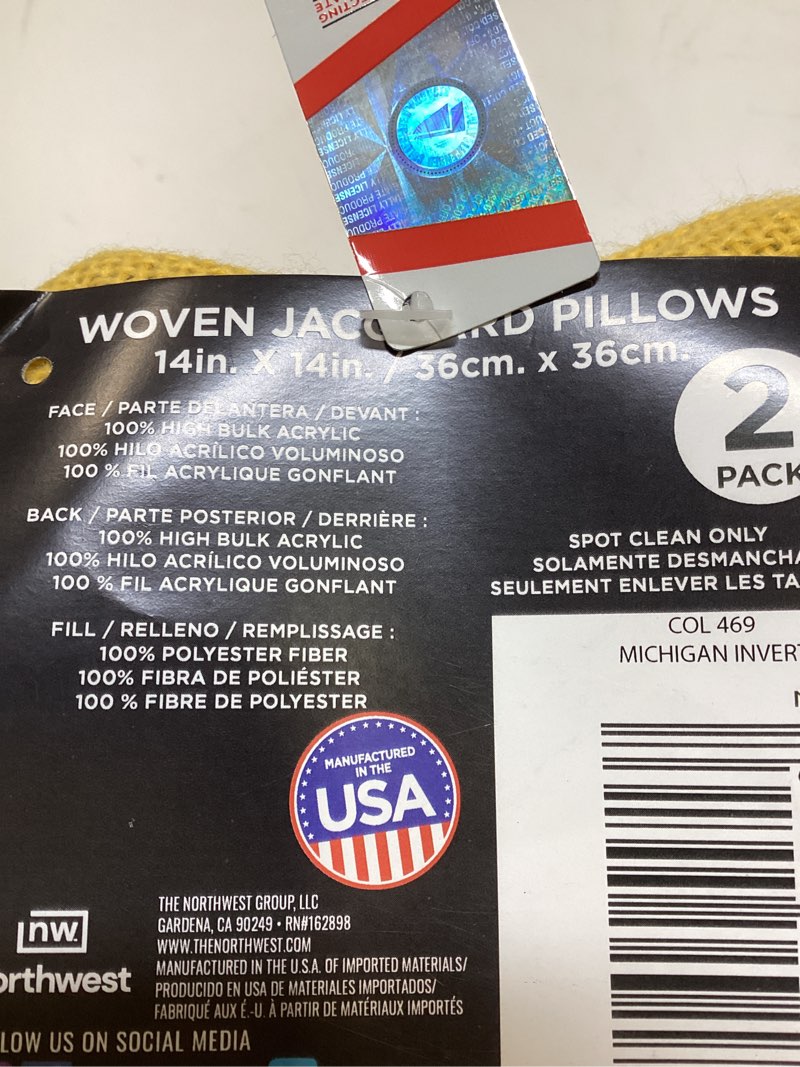 WOVEN JAC RD PILLOWS
14in. x 14in. / 36cm. x 36cm.
2
PACK
FACE / PARTE DELANTERA / DEVANT :
100% HIGH BULK ACRYLIC
100% HILO ACRÍLICO VOLUMINOSO
100 % FIL ACRYLIQUE GONFLANT
BACK / PARTE POSTERIOR / DERRIÈRE :
100% HIGH BULK ACRYLIC
100% HILO ACRÍLICO VOLUMINOSO
100 % FIL ACRYLIQUE GONFLANT
FILL / RELLENO / REMPLISSAGE :
100% POLYESTER FIBER
100% FIBRA DE POLIÉSTER
100 % FIBRE DE POLYESTER
SPOT CLEAN ONLY
SOLAMENTE DESMANCHA
SEULEMENT ENLEVER LES TA
COL 469
MICHIGAN INVERT
MANUFACTURED
IN THE
USA
nw.
orthwest
THE NORTHWEST GROUP, LLC
GARDENA, CA 90249 • RN#162898
WWW.THENORTHWEST.COM
MANUFACTURED IN THE U.S.A. OF IMPORTED MATERIALS/
PRODUCIDO EN USA DE MATERIALES IMPORTADOS/
FABRIQUÉ AUX É.-U. À PARTIR DE MATÉRIAUX IMPORTÉS
LOW US ON SOCIAL MEDIA